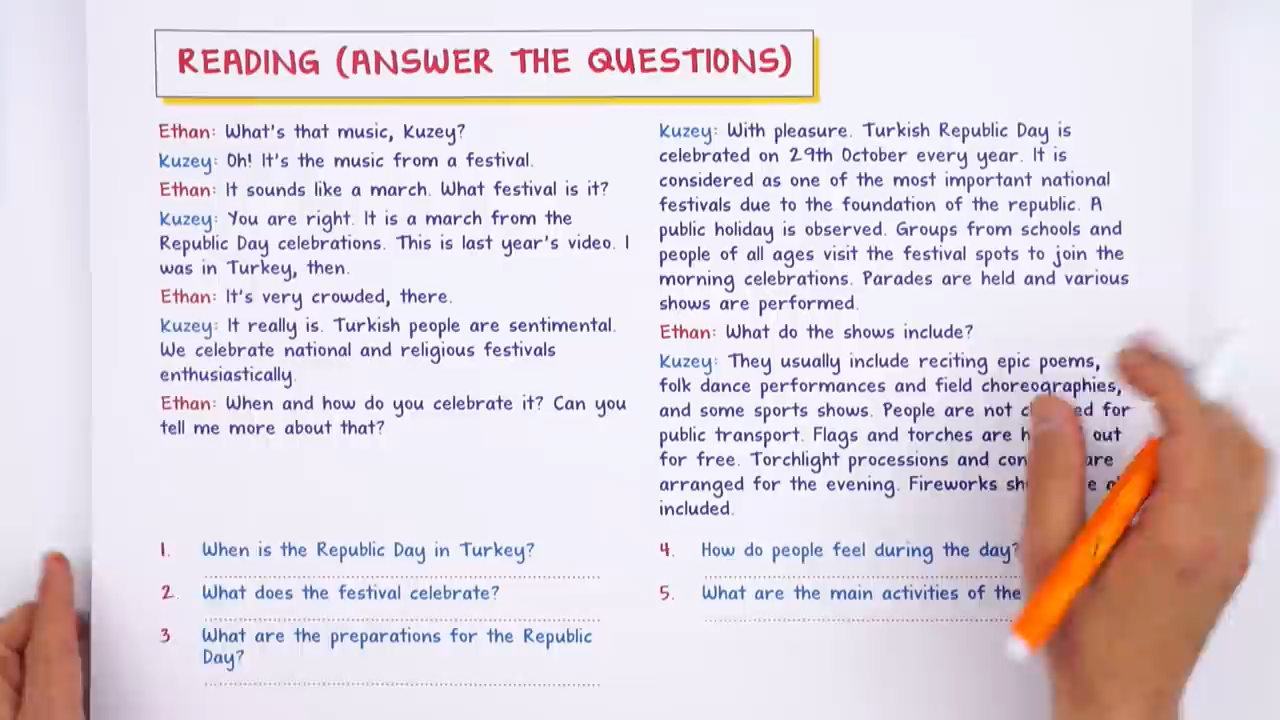 READING (ANSWER THE QUESTIONS)
Ethan: What's that music, Kuzey?
Kuzey: Oh! It's the music from a festival.
Ethan: It sounds like a march. What festival is it?
Kuzey: You are right. It is a march from the
Republic Day celebrations. This is last year's video. I
was in Turkey, then.
Ethan: It's very crowded, there.
Kuzey: It really is. Turkish people are sentimental.
We celebrate national and religious festivals
enthusiastically.
Ethan: When and how do you celebrate it? Can you
tell me more about that?
Kuzey: With pleasure. Turkish Republic Day is
celebrated on 29th October every year. It is
considered as one of the most important national
festivals due to the foundation of the republic. A
public holiday is observed. Groups from schools and
people of all ages visit the festival spots to join the
morning celebrations. Parades are held and various
shows are performed.
Ethan: What do the shows include?
Kuzey: They usually include reciting epic poems,
folk dance performances and field choreographies,
and some sports shows. People are not for
public transport. Flags and torches are out
for free. Torchlight processions and are
arranged for the evening. Fireworks
included.
1. When is the Republic Day in Turkey?
2. What does the festival celebrate?
3 What are the preparations for the Republic
Day?
4. How do people feel during the day?
5. What are the main activities of the